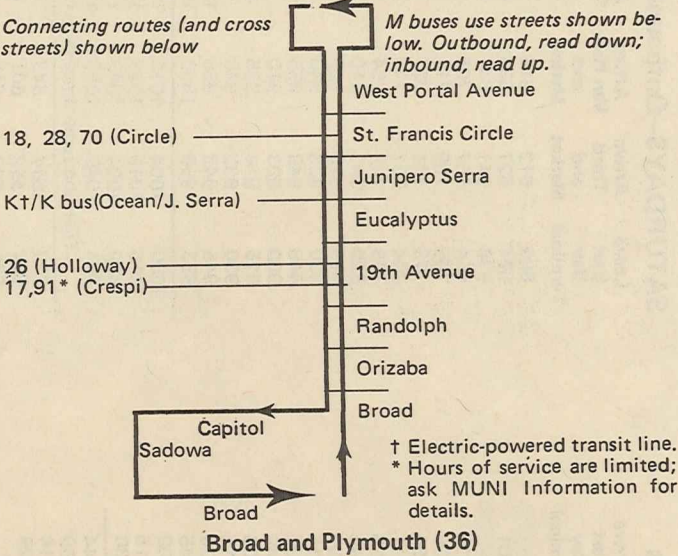 Connecting routes (and cross
streets) shown below
M buses use streets shown be-
low. Outbound, read down;
inbound, read up.
West Portal Avenue
18, 28, 70 (Circle)
St. Francis Circle
Junipero Serra
K†/K bus(Ocean/J. Serra)
Eucalyptus
26 (Holloway)
19th Avenue
17,91* (Crespi)
Randolph
Orizaba
Broad
Capitol
Sadowa
† Electric-powered transit line.
* Hours of service are limited;
ask MUNI Information for
details.
Broad
Broad and Plymouth (36)